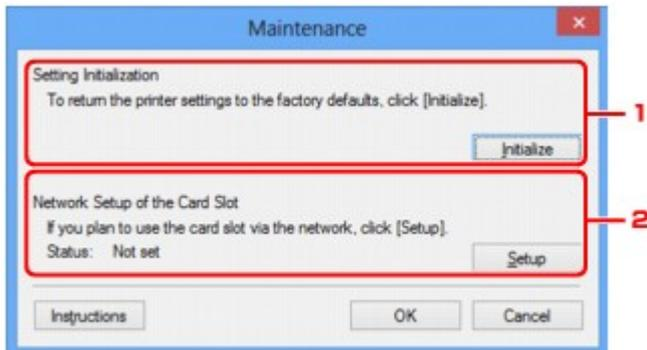 Maintenance
Setting Initialization
To return the printer settings to the factory defaults, click [Initialize].
1
Initialize
Network Setup of the Card Slot
If you plan to use the card slot via the network, click [Setup].
2
Status: Not set
Setup
Instructions OK Cancel